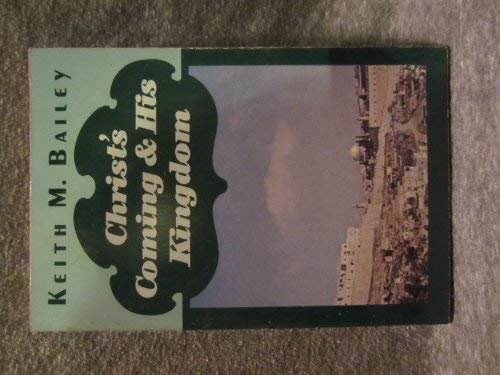 KEITH M. BAILEY
Christ's
Coming & His
Kingdom